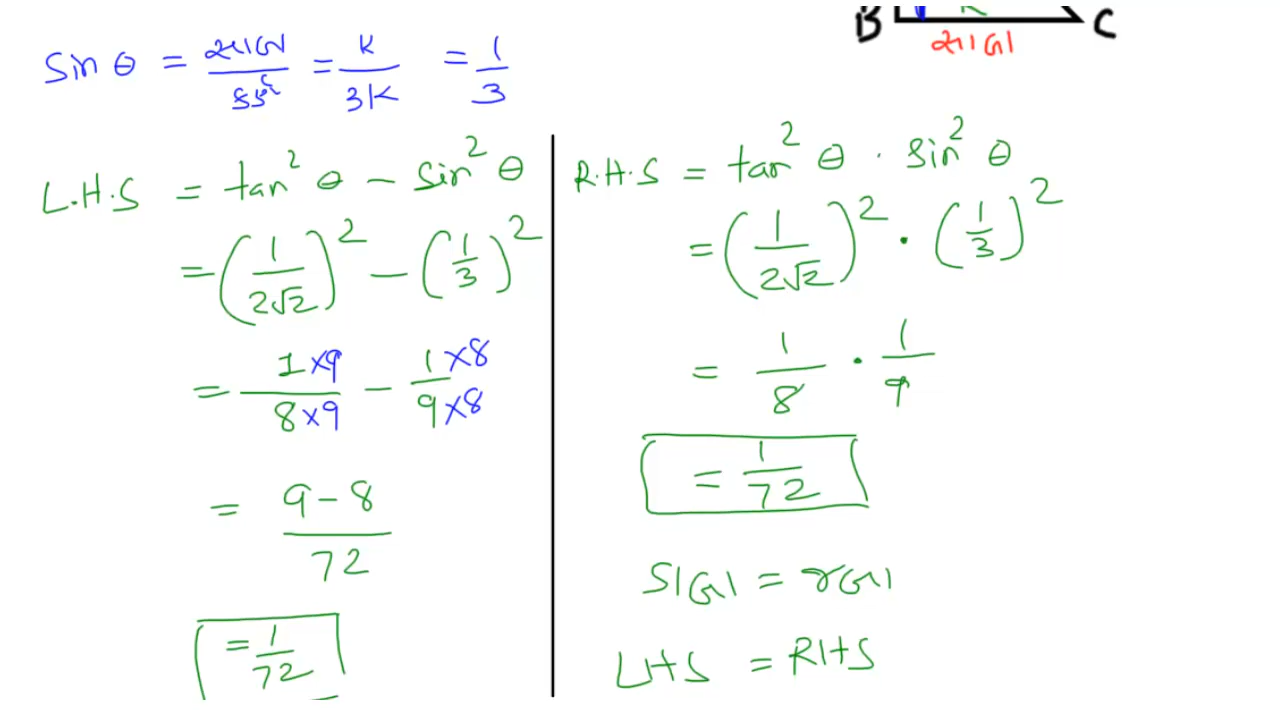 B K C
સાબા
Sin θ = સાબા/કર્ણ = K/3K = 1/3
L.H.S = tan² θ − sin² θ
= (1/2√2)² − (1/3)²
= 1×9/8×9 − 1×8/9×8
= 9−8/72
= 1/72
R.H.S = tan² θ · sin² θ
= (1/2√2)² · (1/3)²
= 1/8 · 1/9
= 1/72
ડાબા = જબા
LHS = RHS